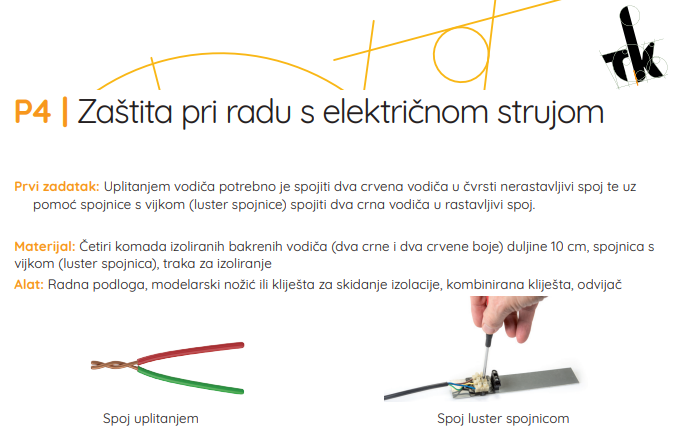 P4 | Zaštita pri radu s električnom strujom
Prvi zadatak: Uplitanjem vodiča potrebno je spojiti dva crvena vodiča u čvrsti nerastavljivi spoj te uz
pomoć spojnice s vijkom (luster spojnice) spojiti dva crna vodiča u rastavljivi spoj.
Materijal: Četiri komada izoliranih bakrenih vodiča (dva crne i dva crvene boje) duljine 10 cm, spojnica s
vijkom (luster spojnica), traka za izoliranje
Alat: Radna podloga, modelarski nožić ili kliješta za skidanje izolacije, kombinirana kliješta, odvijač
Spoj uplitanjem
Spoj luster spojnicom